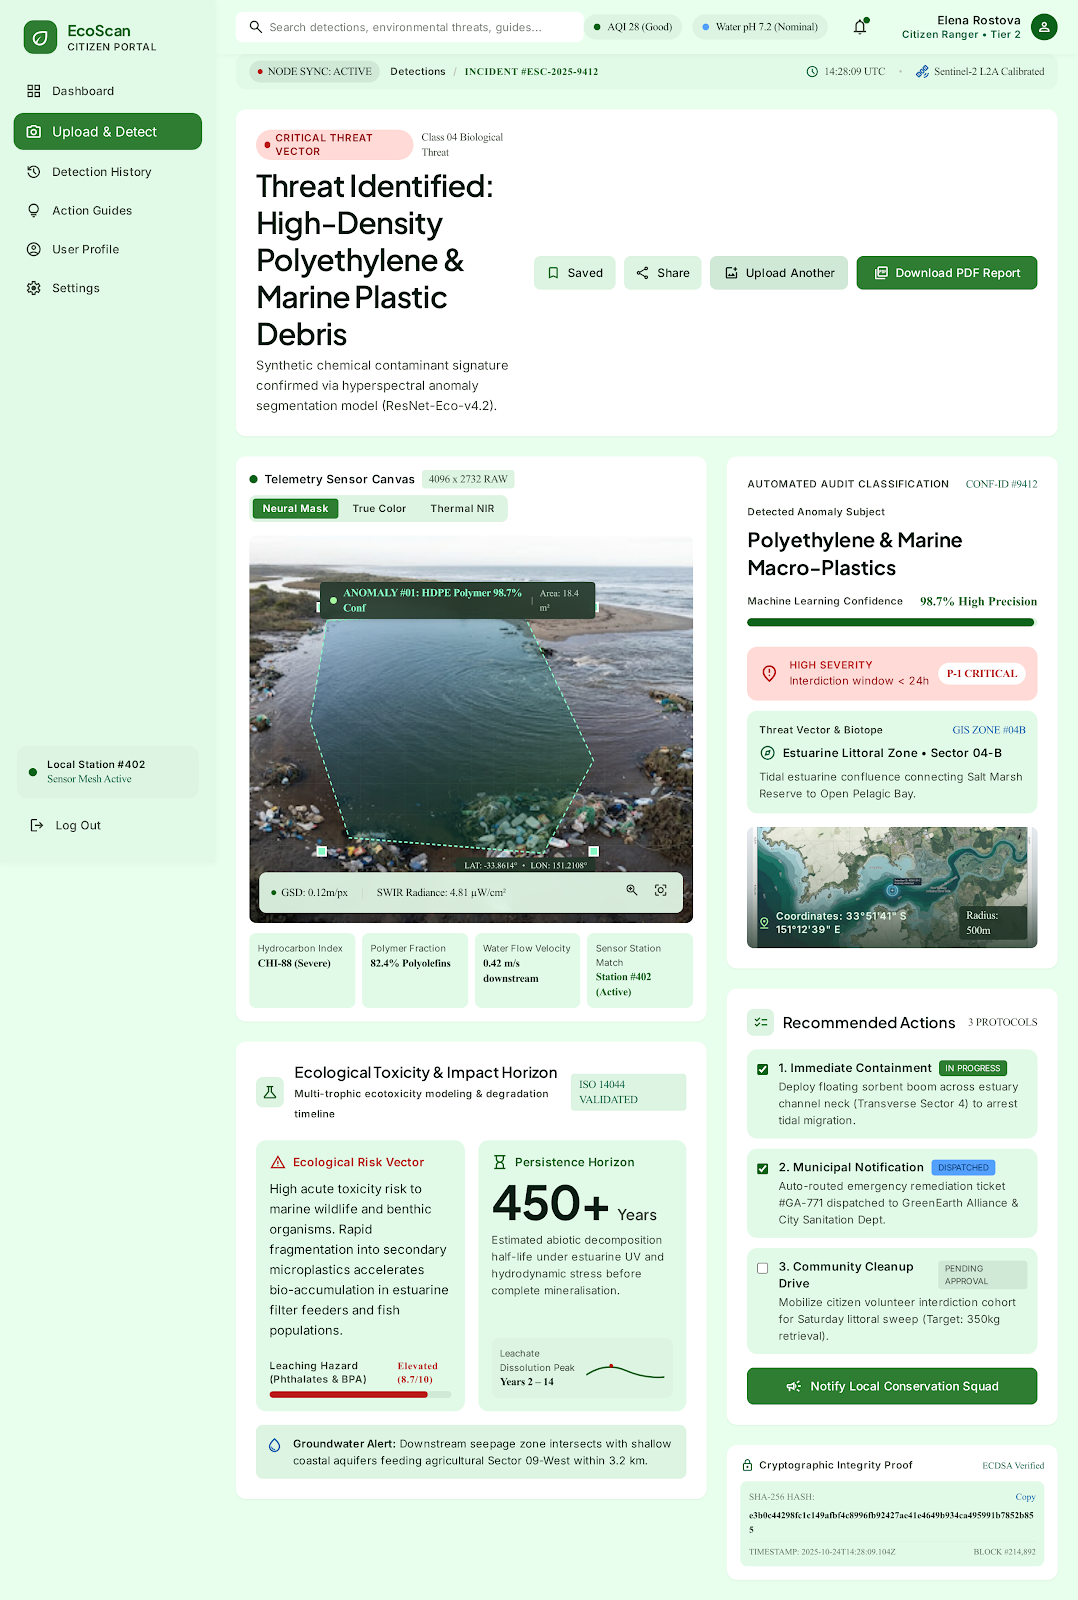 EcoScan
CITIZEN PORTAL
Dashboard
Upload & Detect
Detection History
Action Guides
User Profile
Settings
Local Station #402
Sensor Mesh Active
Log Out
Search detections, environmental threats, guides...
AQI 28 (Good)
Water pH 7.2 (Nominal)
Elena Rostova
Citizen Ranger • Tier 2
NODE SYNC: ACTIVE
Detections / INCIDENT #ESC-2025-9412
14:28:09 UTC
Sentinel-2 L2A Calibrated
CRITICAL THREAT
VECTOR
Class 04 Biological
Threat
Threat Identified:
High-Density
Polyethylene &
Marine Plastic
Debris
Synthetic chemical contaminant signature
confirmed via hyperspectral anomaly
segmentation model (ResNet-Eco-v4.2).
Saved
Share
Upload Another
Download PDF Report
Telemetry Sensor Canvas
4096 x 2732 RAW
Neural Mask
True Color
Thermal NIR
ANOMALY #01: HDPE Polymer 98.7%
Conf
Area: 18.4
m²
LAT: -33.8614° • LON: 151.2108°
GSD: 0.12m/px
SWIR Radiance: 4.81 µW/cm²
Hydrocarbon Index
CHI-88 (Severe)
Polymer Fraction
82.4% Polyolefins
Water Flow Velocity
0.42 m/s
downstream
Sensor Station
Match
Station #402
(Active)
Ecological Toxicity & Impact Horizon
Multi-trophic ecotoxicity modeling & degradation
timeline
ISO 14044
VALIDATED
Ecological Risk Vector
High acute toxicity risk to
marine wildlife and benthic
organisms. Rapid
fragmentation into secondary
microplastics accelerates
bio-accumulation in estuarine
filter feeders and fish
populations.
Leaching Hazard
(Phthalates & BPA)
Elevated
(8.7/10)
Persistence Horizon
450+ Years
Estimated abiotic decomposition
half-life under estuarine UV and
hydrodynamic stress before
complete mineralisation.
Leachate
Dissolution Peak
Years 2 – 14
Groundwater Alert: Downstream seepage zone intersects with shallow
coastal aquifers feeding agricultural Sector 09-West within 3.2 km.
AUTOMATED AUDIT CLASSIFICATION
CONF-ID #9412
Detected Anomaly Subject
Polyethylene & Marine
Macro-Plastics
Machine Learning Confidence
98.7% High Precision
HIGH SEVERITY
Interdiction window < 24h
P-1 CRITICAL
Threat Vector & Biotope
GIS ZONE #04B
Estuarine Littoral Zone • Sector 04-B
Tidal estuarine confluence connecting Salt Marsh
Reserve to Open Pelagic Bay.
Coordinates: 33°51'41" S
151°12'39" E
Radius:
500m
Recommended Actions
3 PROTOCOLS
1. Immediate Containment
IN PROGRESS
Deploy floating sorbent boom across estuary
channel neck (Transverse Sector 4) to arrest
tidal migration.
2. Municipal Notification
DISPATCHED
Auto-routed emergency remediation ticket
#GA-771 dispatched to GreenEarth Alliance &
City Sanitation Dept.
3. Community Cleanup
Drive
PENDING
APPROVAL
Mobilize citizen volunteer interdiction cohort
for Saturday littoral sweep (Target: 350kg
retrieval).
Notify Local Conservation Squad
Cryptographic Integrity Proof
ECDSA Verified
SHA-256 HASH:
Copy
e3b0c44298fc1c149afbf4c8996fb92427ae41e4649b934ca495991b7852b85
5
TIMESTAMP: 2025-10-24T14:28:09.104Z
BLOCK #214,892